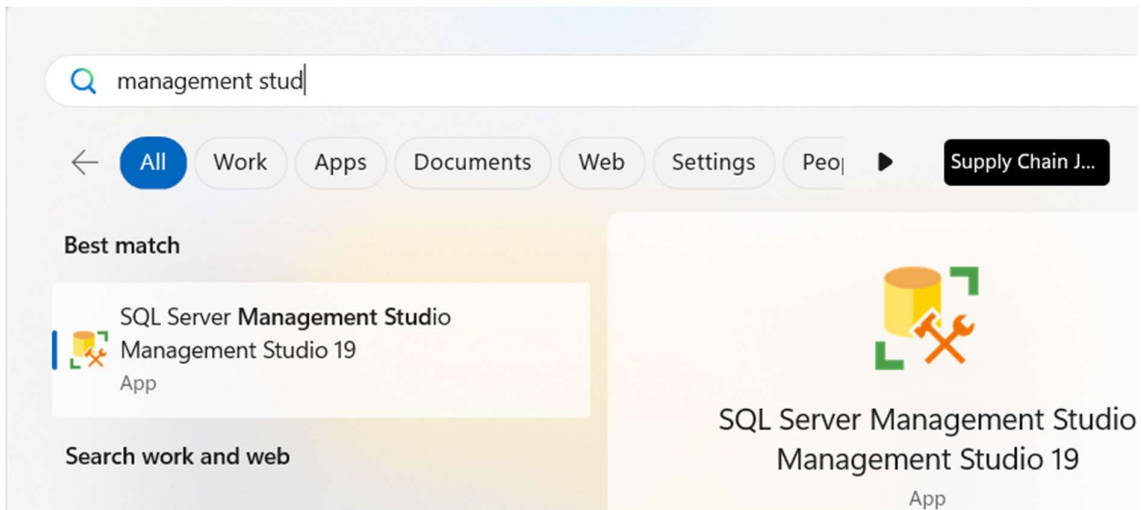 management stud
All Work Apps Documents Web Settings Supply Chain J...
Best match
SQL Server Management Studio
Management Studio 19
App
Search work and web
SQL Server Management Studio
Management Studio 19
App